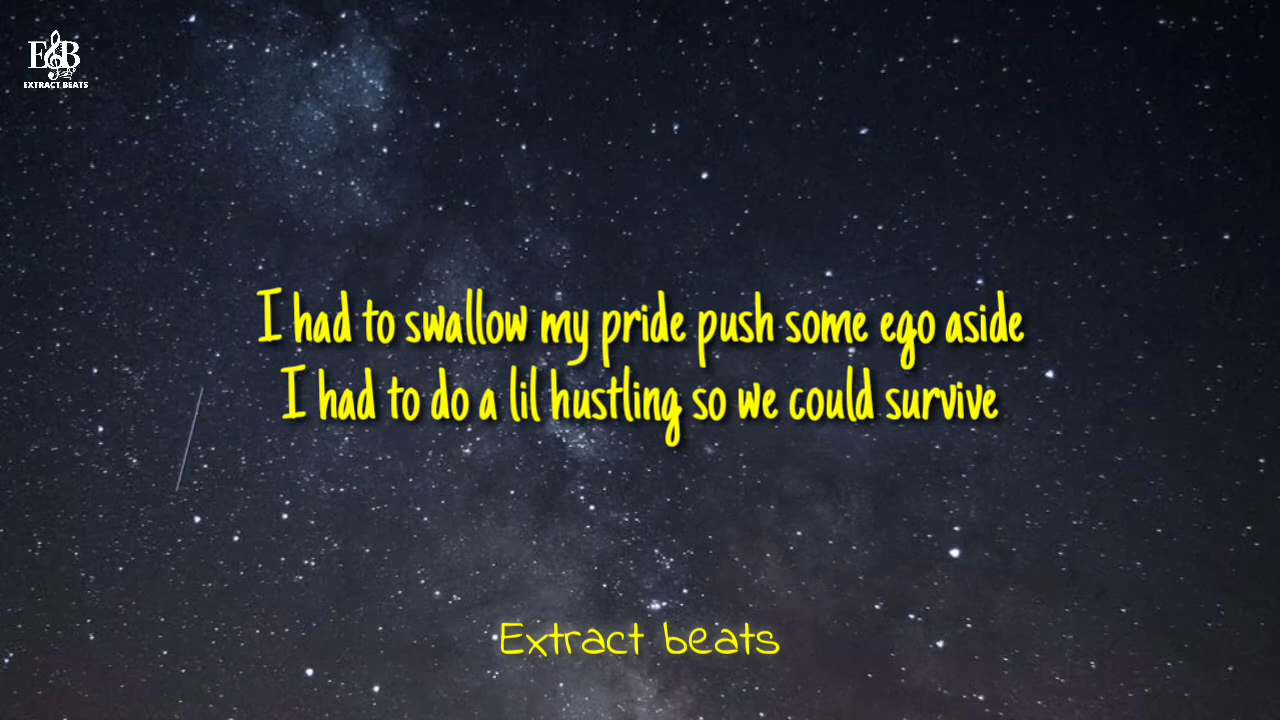 E&B
EXTRACT BEATS
I had to swallow my pride push some ego aside
I had to do a lil hustling so we could survive
Extract beats